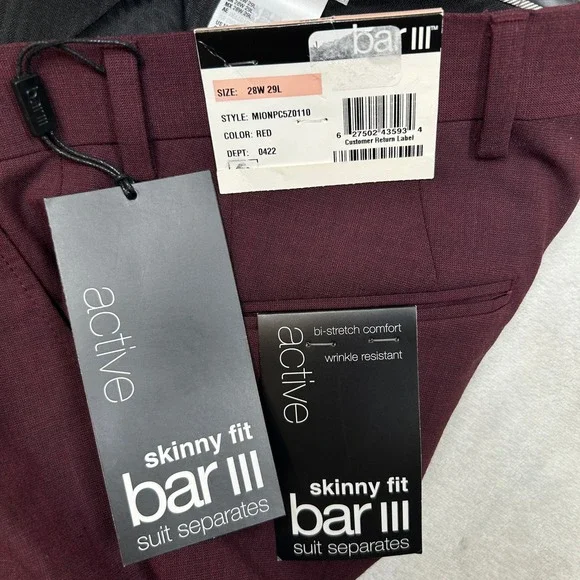 bar III
bar III
SIZE: 28W 29L
STYLE: MIONPC5Z0110
COLOR: RED
DEPT: 0422
6 27502 43593 4
Customer Return Label
active
skinny fit
bar III
suit separates
active
bi-stretch comfort
wrinkle resistant
skinny fit
bar III
suit separates